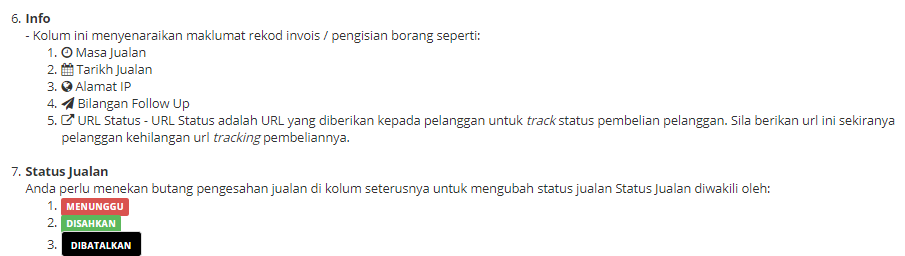 6. Info
- Kolum ini menyenaraikan maklumat rekod invois / pengisian borang seperti:
1. Masa Jualan
2. Tarikh Jualan
3. Alamat IP
4. Bilangan Follow Up
5. URL Status - URL Status adalah URL yang diberikan kepada pelanggan untuk track status pembelian pelanggan. Sila berikan url ini sekiranya
pelanggan kehilangan url tracking pembeliannya.
7. Status Jualan
Anda perlu menekan butang pengesahan jualan di kolum seterusnya untuk mengubah status jualan Status Jualan diwakili oleh:
1. MENUNGGU
2. DISAHKAN
3. DIBATALKAN